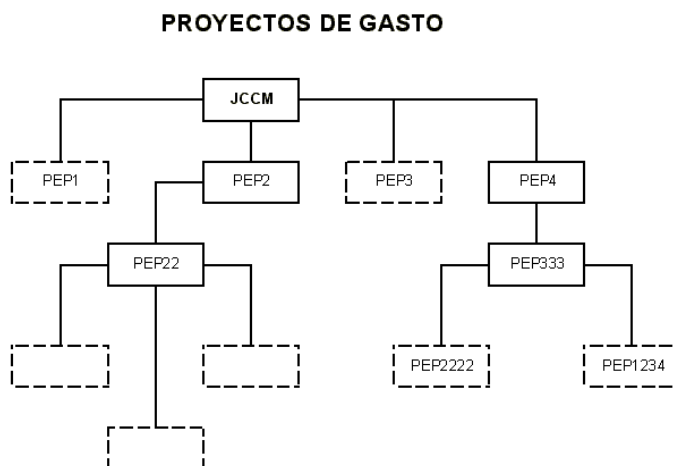 PROYECTOS DE GASTO
JCCM
PEP1
PEP2
PEP3
PEP4
PEP22
PEP333
PEP2222
PEP1234